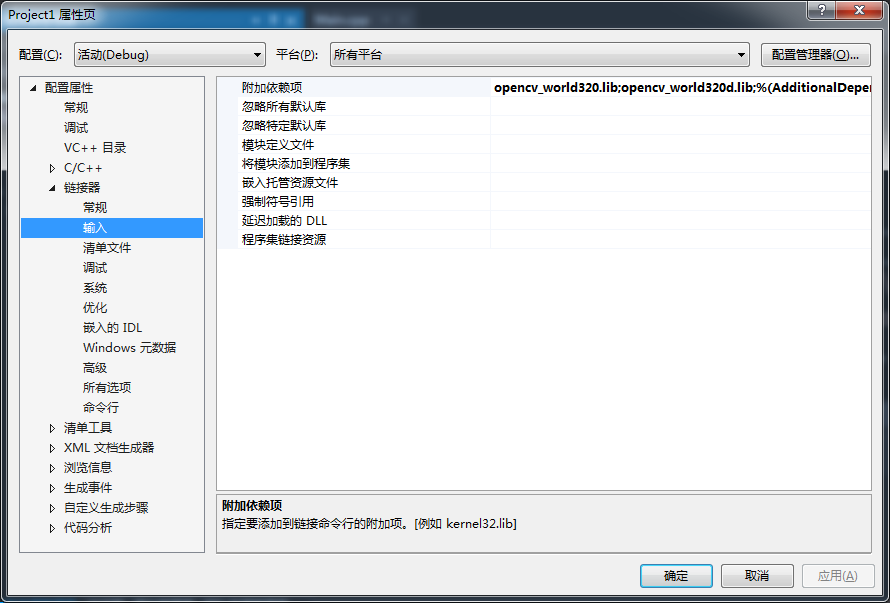 Project1 属性页
配置(C): 活动(Debug) 平台(P): 所有平台 配置管理器(O)...
配置属性
常规
调试
VC++ 目录
C/C++
链接器
常规
输入
清单文件
调试
系统
优化
嵌入的 IDL
Windows 元数据
高级
所有选项
命令行
清单工具
XML 文档生成器
浏览信息
生成事件
自定义生成步骤
代码分析
附加依赖项 opencv_world320.lib;opencv_world320d.lib;%(AdditionalDepen
忽略所有默认库
忽略特定默认库
模块定义文件
将模块添加到程序集
嵌入托管资源文件
强制符号引用
延迟加载的 DLL
程序集链接资源
附加依赖项
指定要添加到链接命令行的附加项。[例如 kernel32.lib]
确定 取消 应用(A)